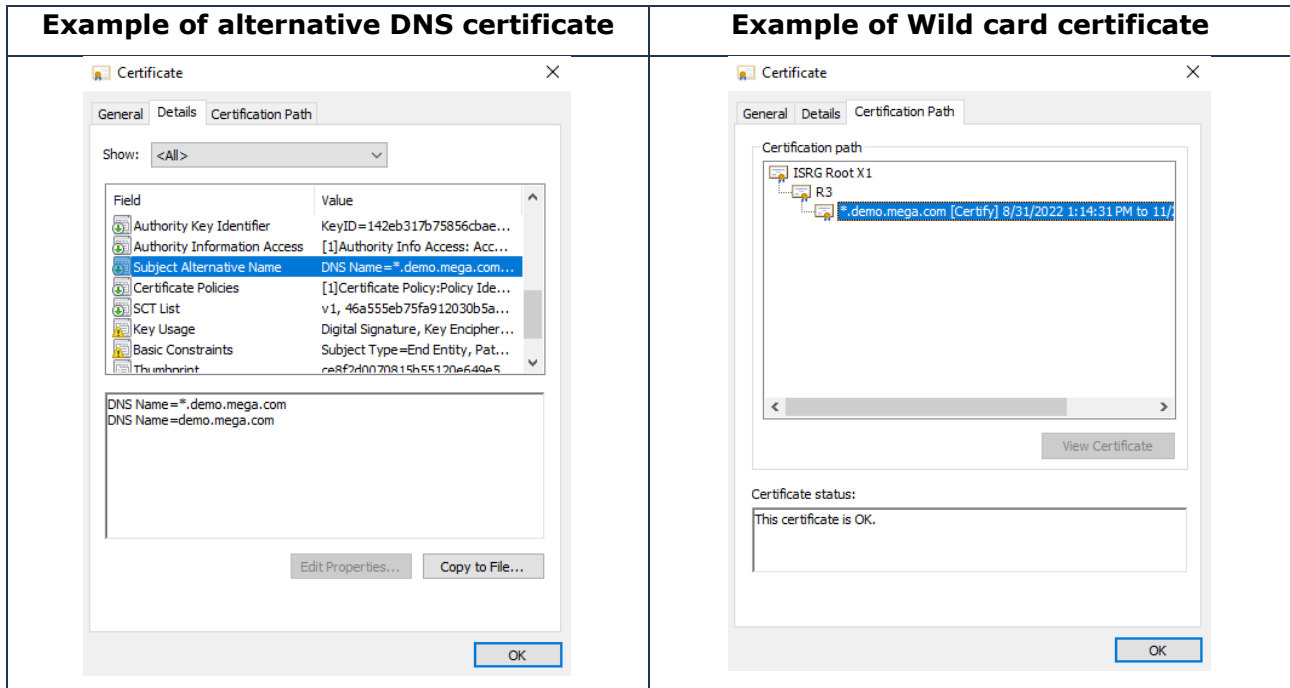 Example of alternative DNS certificate
Certificate
General Details Certification Path
Show: <All>
Field Value
Authority Key Identifier KeyID=142eb317b75856cbae...
Authority Information Access [1]Authority Info Access: Acc...
Subject Alternative Name DNS Name=*.demo.mega.com...
Certificate Policies [1]Certificate Policy:Policy Ide...
SCT List v1, 46a555eb75fa912030b5a...
Key Usage Digital Signature, Key Encipher...
Basic Constraints Subject Type=End Entity, Pat...
Thumbprint ce8f2d0070815b55120e649e5
DNS Name=*.demo.mega.com
DNS Name=demo.mega.com
Edit Properties... Copy to File...
OK
Example of Wild card certificate
Certificate
General Details Certification Path
Certification path
ISRG Root X1
R3
*.demo.mega.com [Certify] 8/31/2022 1:14:31 PM to 11/
View Certificate
Certificate status:
This certificate is OK.
OK